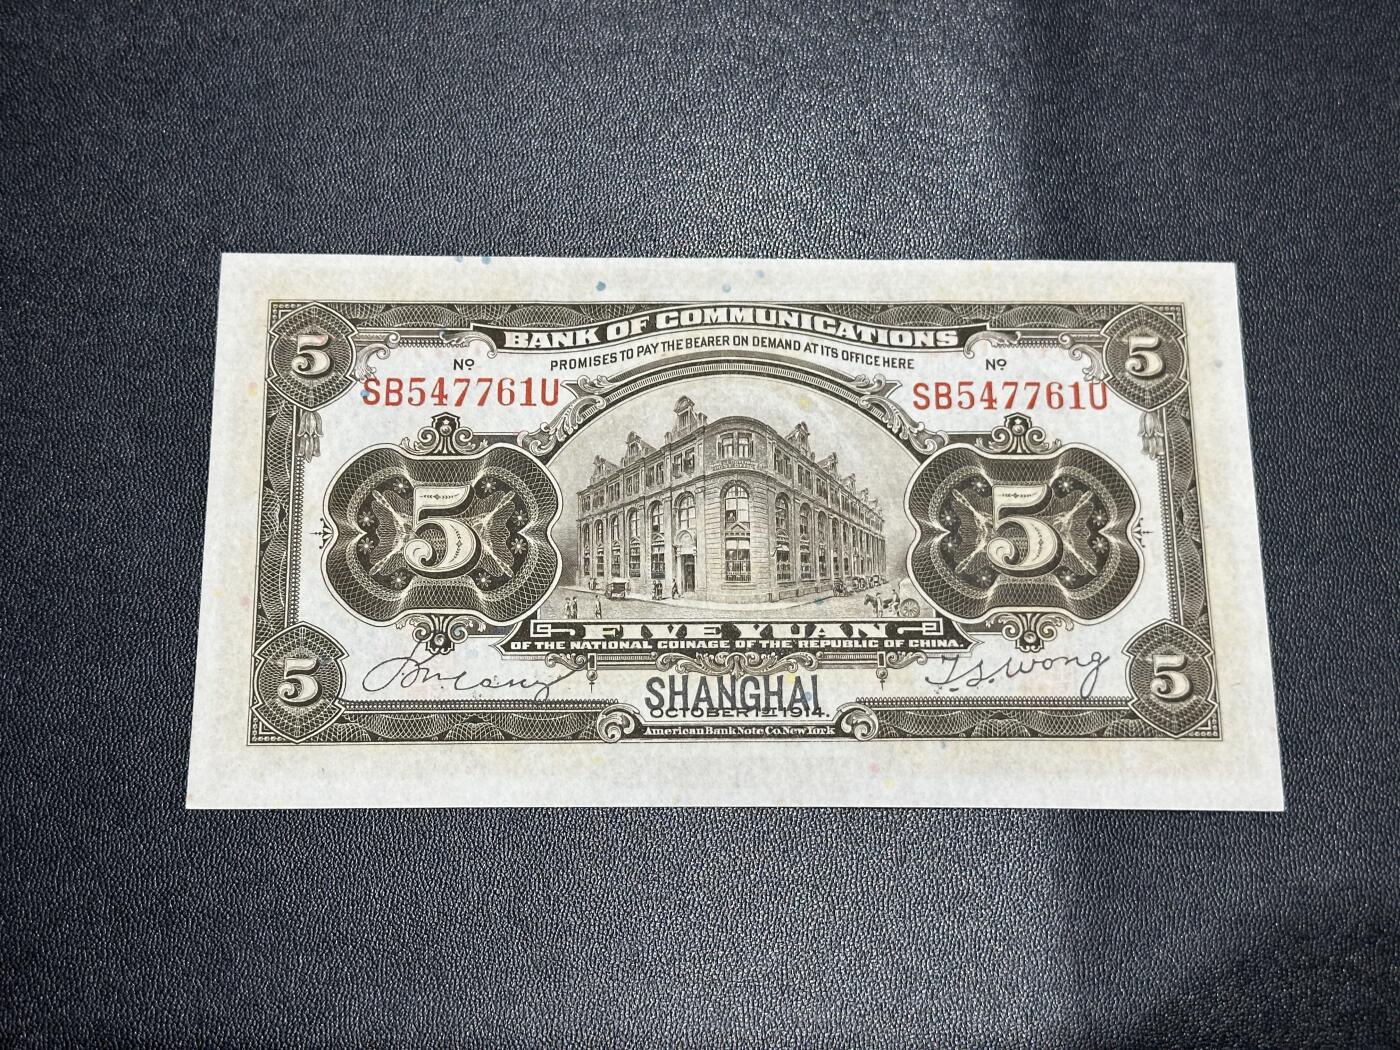 5 BANK OF COMMUNICATIONS 5
PROMISES TO PAY THE BEARER ON DEMAND AT ITS OFFICE HERE
Nº Nº
SB547761U SB547761U
5 5
FIVE YUAN
OF THE NATIONAL COINAGE OF THE REPUBLIC OF CHINA.
5 T. S. Wong 5
SHANGHAI
OCTOBER 1ST 1914.
American Bank Note Co. New York